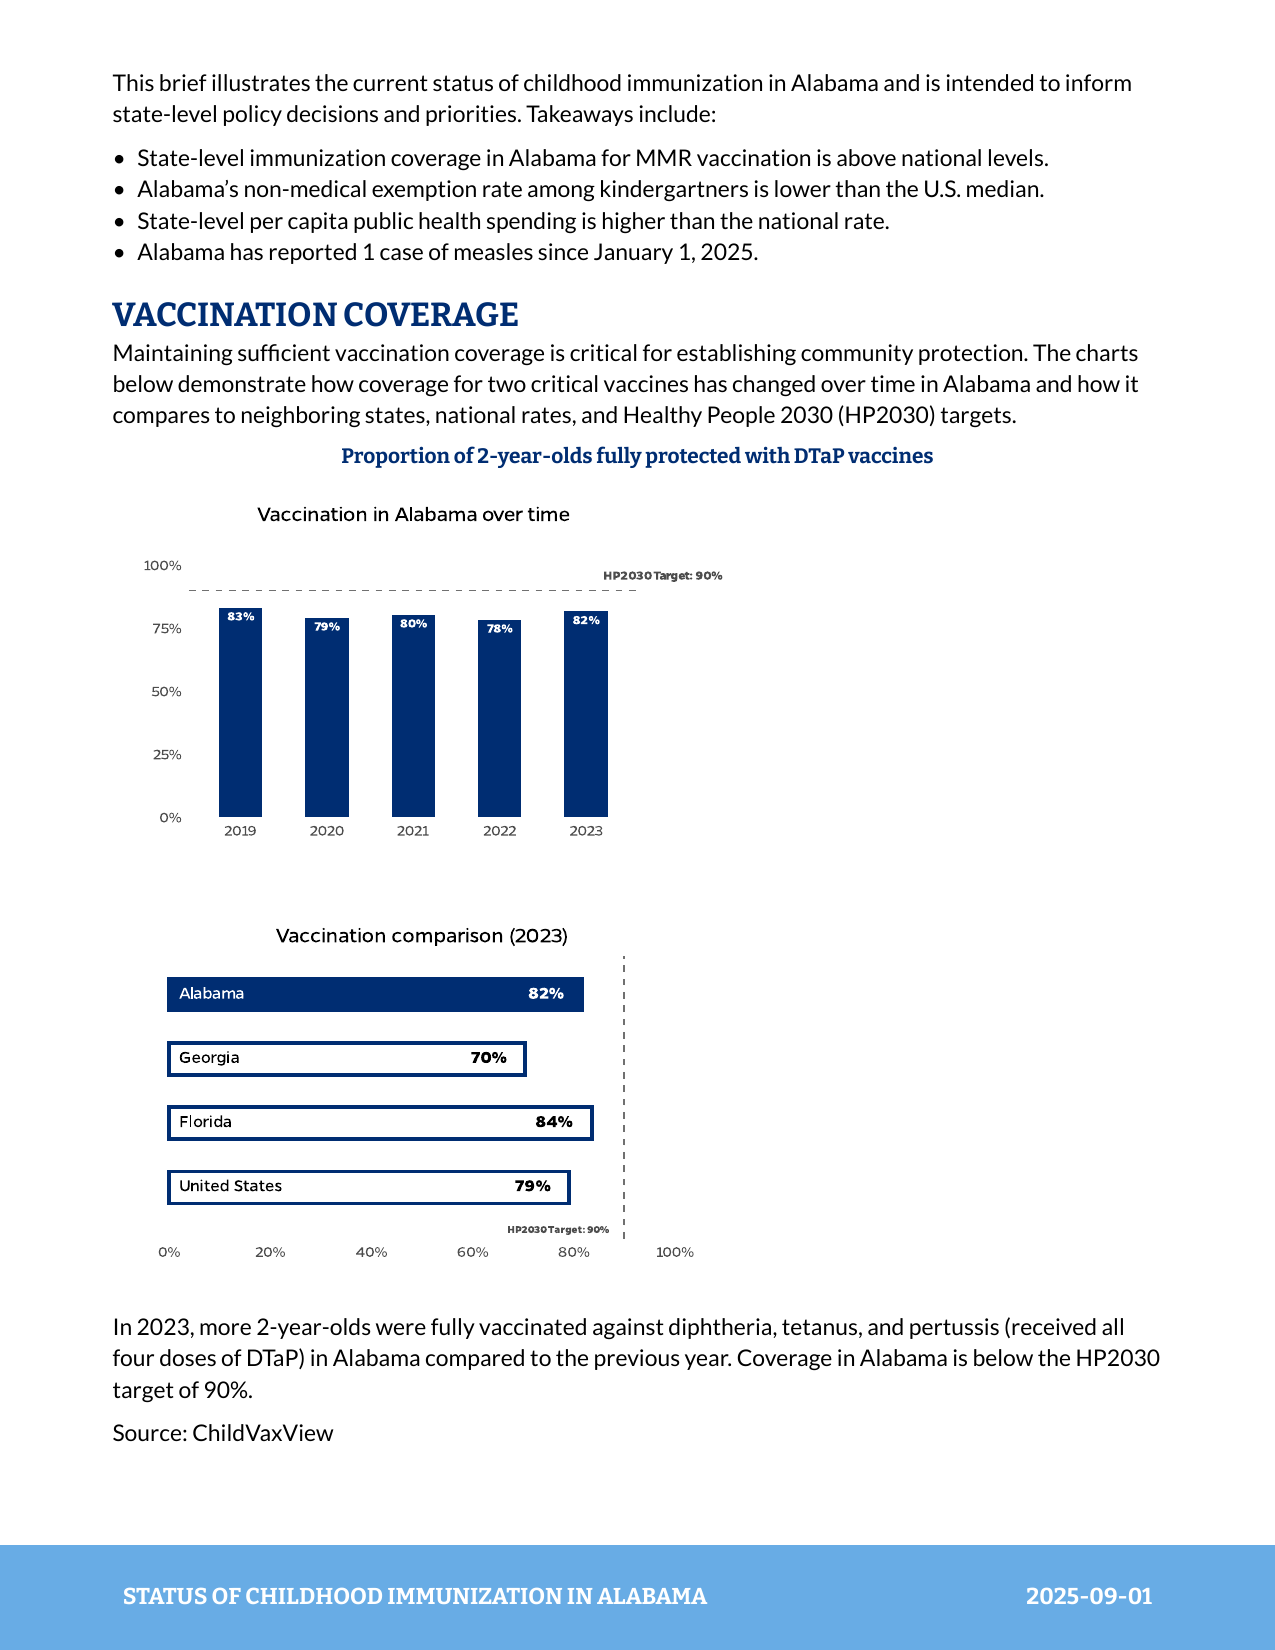 This brief illustrates the current status of childhood immunization in Alabama and is intended to inform
state-level policy decisions and priorities. Takeaways include:
• State-level immunization coverage in Alabama for MMR vaccination is above national levels.
• Alabama's non-medical exemption rate among kindergartners is lower than the U.S. median.
• State-level per capita public health spending is higher than the national rate.
• Alabama has reported 1 case of measles since January 1, 2025.
VACCINATION COVERAGE
Maintaining sufficient vaccination coverage is critical for establishing community protection. The charts
below demonstrate how coverage for two critical vaccines has changed over time in Alabama and how it
compares to neighboring states, national rates, and Healthy People 2030 (HP2030) targets.
Proportion of 2-year-olds fully protected with DTaP vaccines
Vaccination in Alabama over time
100%
HP2030 Target: 90%
83% 79% 80% 78% 82%
75%
50%
25%
0%
2019 2020 2021 2022 2023
Vaccination comparison (2023)
Alabama 82%
Georgia 70%
Florida 84%
United States 79%
HP2030 Target: 90%
0% 20% 40% 60% 80% 100%
In 2023, more 2-year-olds were fully vaccinated against diphtheria, tetanus, and pertussis (received all
four doses of DTaP) in Alabama compared to the previous year. Coverage in Alabama is below the HP2030
target of 90%.
Source: ChildVaxView
STATUS OF CHILDHOOD IMMUNIZATION IN ALABAMA 2025-09-01